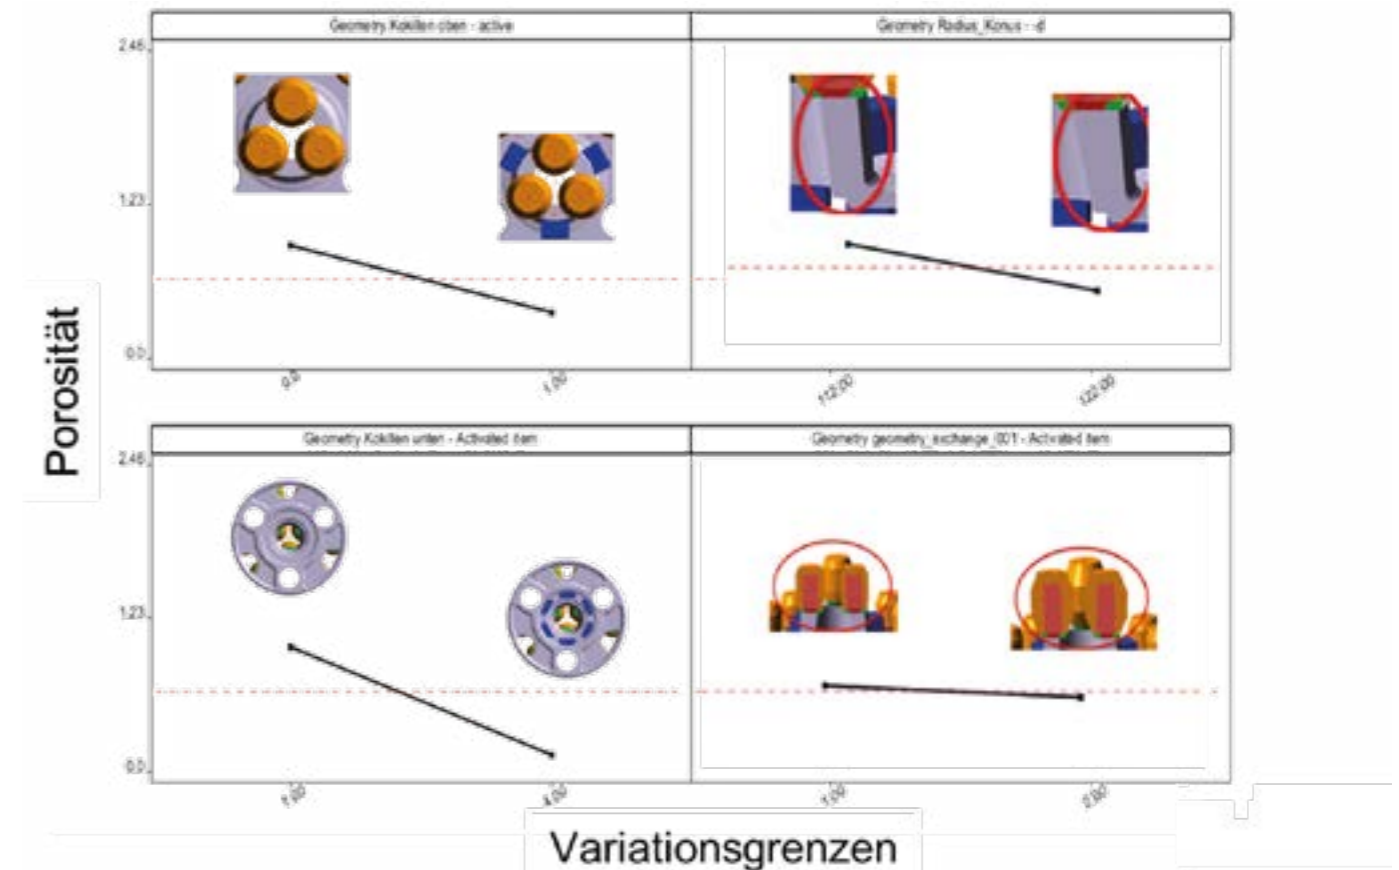 Geometry Kokillen oben - active
Geometry Radius_Konus - -d
2.46
1.23
0.0
0.0
1.00
112.00
122.00
Porosität
Geometry Kokillen unten - Activated item
Geometry geometry_exchange_001 - Activated item
2.46
1.23
0.0
1.00
4.00
1.00
2.00
Variationsgrenzen